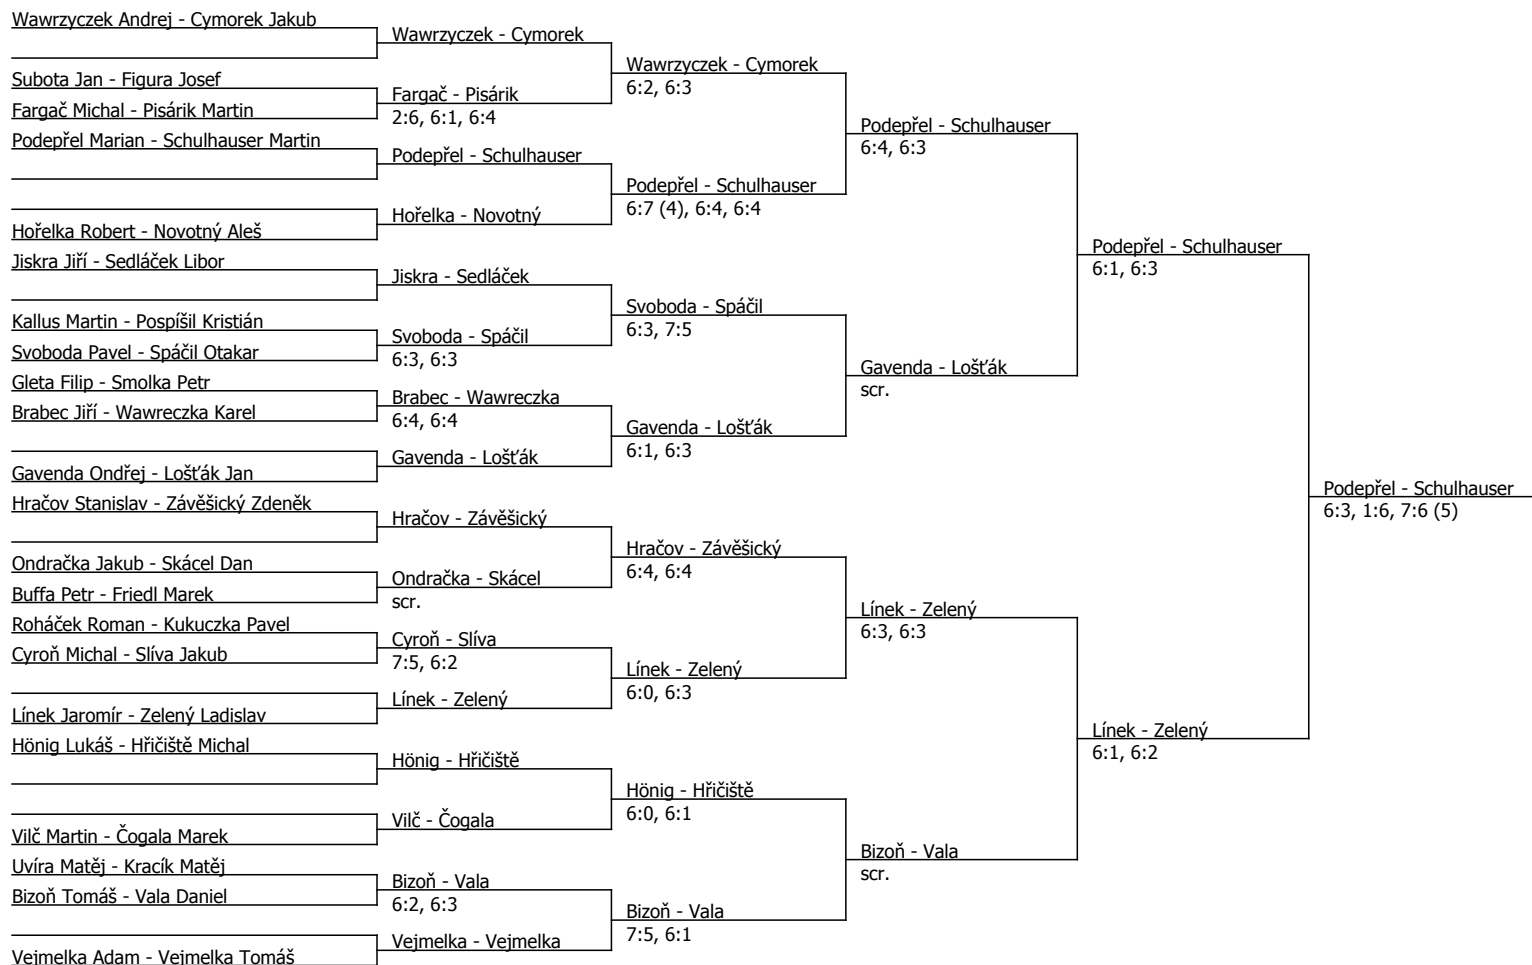 Wawrzyczek Andrej - Cymorek Jakub
Subota Jan - Figura Josef
Fargač Michal - Pisárik Martin
Podepřel Marian - Schulhauser Martin
Hořelka Robert - Novotný Aleš
Jiskra Jiří - Sedláček Libor
Kallus Martin - Pospíšil Kristián
Svoboda Pavel - Spáčil Otakar
Gleta Filip - Smolka Petr
Brabec Jiří - Wawreczka Karel
Gavenda Ondřej - Lošťák Jan
Hračov Stanislav - Závěšický Zdeněk
Ondračka Jakub - Skácel Dan
Buffa Petr - Friedl Marek
Roháček Roman - Kukuczka Pavel
Cyroň Michal - Slíva Jakub
Línek Jaromír - Zelený Ladislav
Hönig Lukáš - Hřičiště Michal
Vilč Martin - Čogala Marek
Uvíra Matěj - Kracík Matěj
Bizoň Tomáš - Vala Daniel
Vejmelka Adam - Vejmelka Tomáš
Wawrzyczek - Cymorek
Fargač - Pisárik
2:6, 6:1, 6:4
Podepřel - Schulhauser
Hořelka - Novotný
Jiskra - Sedláček
Svoboda - Spáčil
6:3, 6:3
Brabec - Wawreczka
6:4, 6:4
Gavenda - Lošťák
Hračov - Závěšický
Ondračka - Skácel
scr.
Cyroň - Slíva
7:5, 6:2
Línek - Zelený
Hönig - Hřičiště
Vilč - Čogala
Bizoň - Vala
6:2, 6:3
Vejmelka - Vejmelka
Wawrzyczek - Cymorek
6:2, 6:3
Podepřel - Schulhauser
6:7 (4), 6:4, 6:4
Svoboda - Spáčil
6:3, 7:5
Gavenda - Lošťák
6:1, 6:3
Hračov - Závěšický
6:4, 6:4
Línek - Zelený
6:0, 6:3
Hönig - Hřičiště
6:0, 6:1
Bizoň - Vala
7:5, 6:1
Podepřel - Schulhauser
6:4, 6:3
Gavenda - Lošťák
scr.
Línek - Zelený
6:3, 6:3
Bizoň - Vala
scr.
Podepřel - Schulhauser
6:1, 6:3
Línek - Zelený
6:1, 6:2
Podepřel - Schulhauser
6:3, 1:6, 7:6 (5)